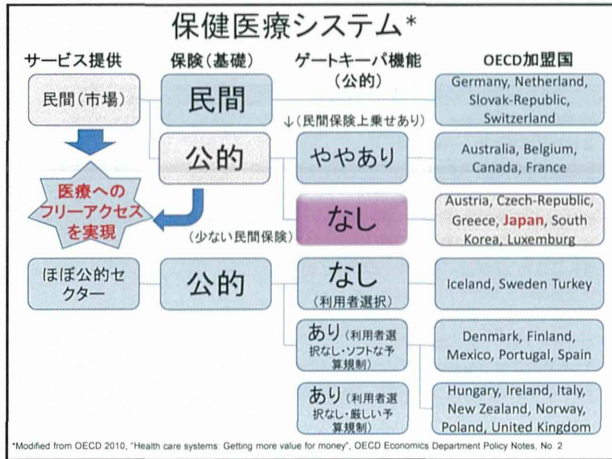 保健医療システム*
サービス提供
保険(基礎)
ゲートキーパ機能
(公的)
OECD加盟国
民間(市場)
民間
Germany, Netherland,
Slovak-Republic,
Switzerland
↓(民間保険上乗せあり)
公的
ややあり
Australia, Belgium,
Canada, France
医療への
フリーアクセス
を実現
(少ない民間保険)
なし
Austria, Czech-Republic,
Greece, Japan, South
Korea, Luxemburg
ほぼ公的セ
クター
公的
なし
(利用者選択)
Iceland, Sweden Turkey
あり(利用者選
択なし・ソフトな予
算規制)
Denmark, Finland,
Mexico, Portugal, Spain
あり(利用者選
択なし・厳しい予
算規制)
Hungary, Ireland, Italy,
New Zealand, Norway,
Poland, United Kingdom
*Modified from OECD 2010, "Health care systems: Getting more value for money", OECD Economics Department Policy Notes, No. 2